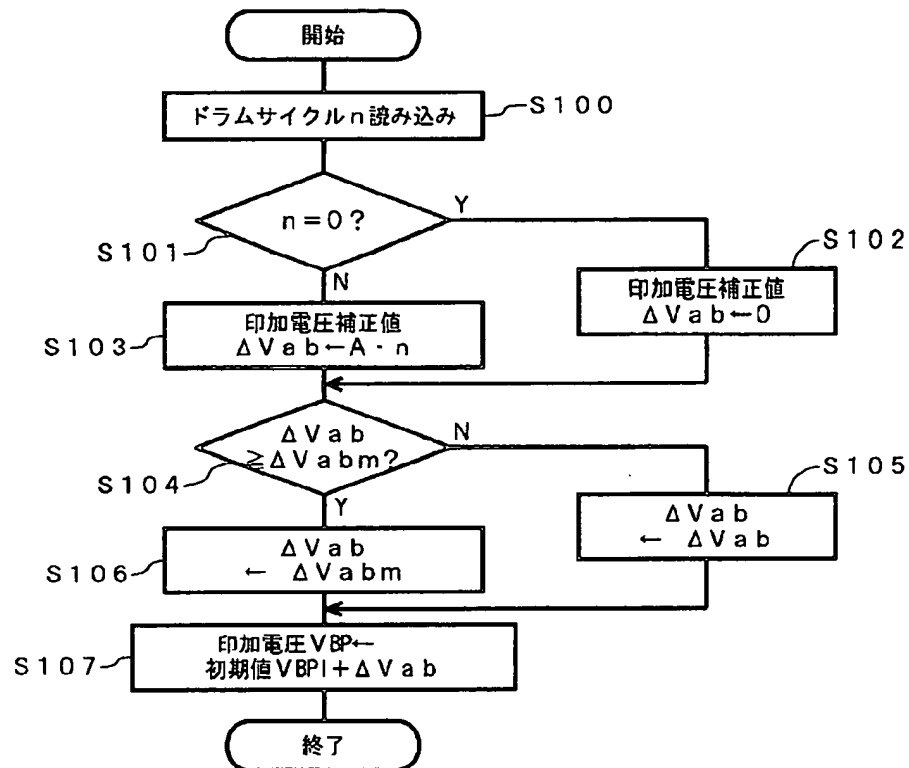 開始
ドラムサイクルn読み込み
S100
n=0?
Y
S101
N
S102
印加電圧補正値
ΔVab←0
印加電圧補正値
ΔVab←A・n
S103
ΔVab
≧ΔVabm?
N
S104
Y
S105
ΔVab
← ΔVab
ΔVab
← ΔVabm
S106
印加電圧VBP←
初期値VBPI+ΔVab
S107
終了